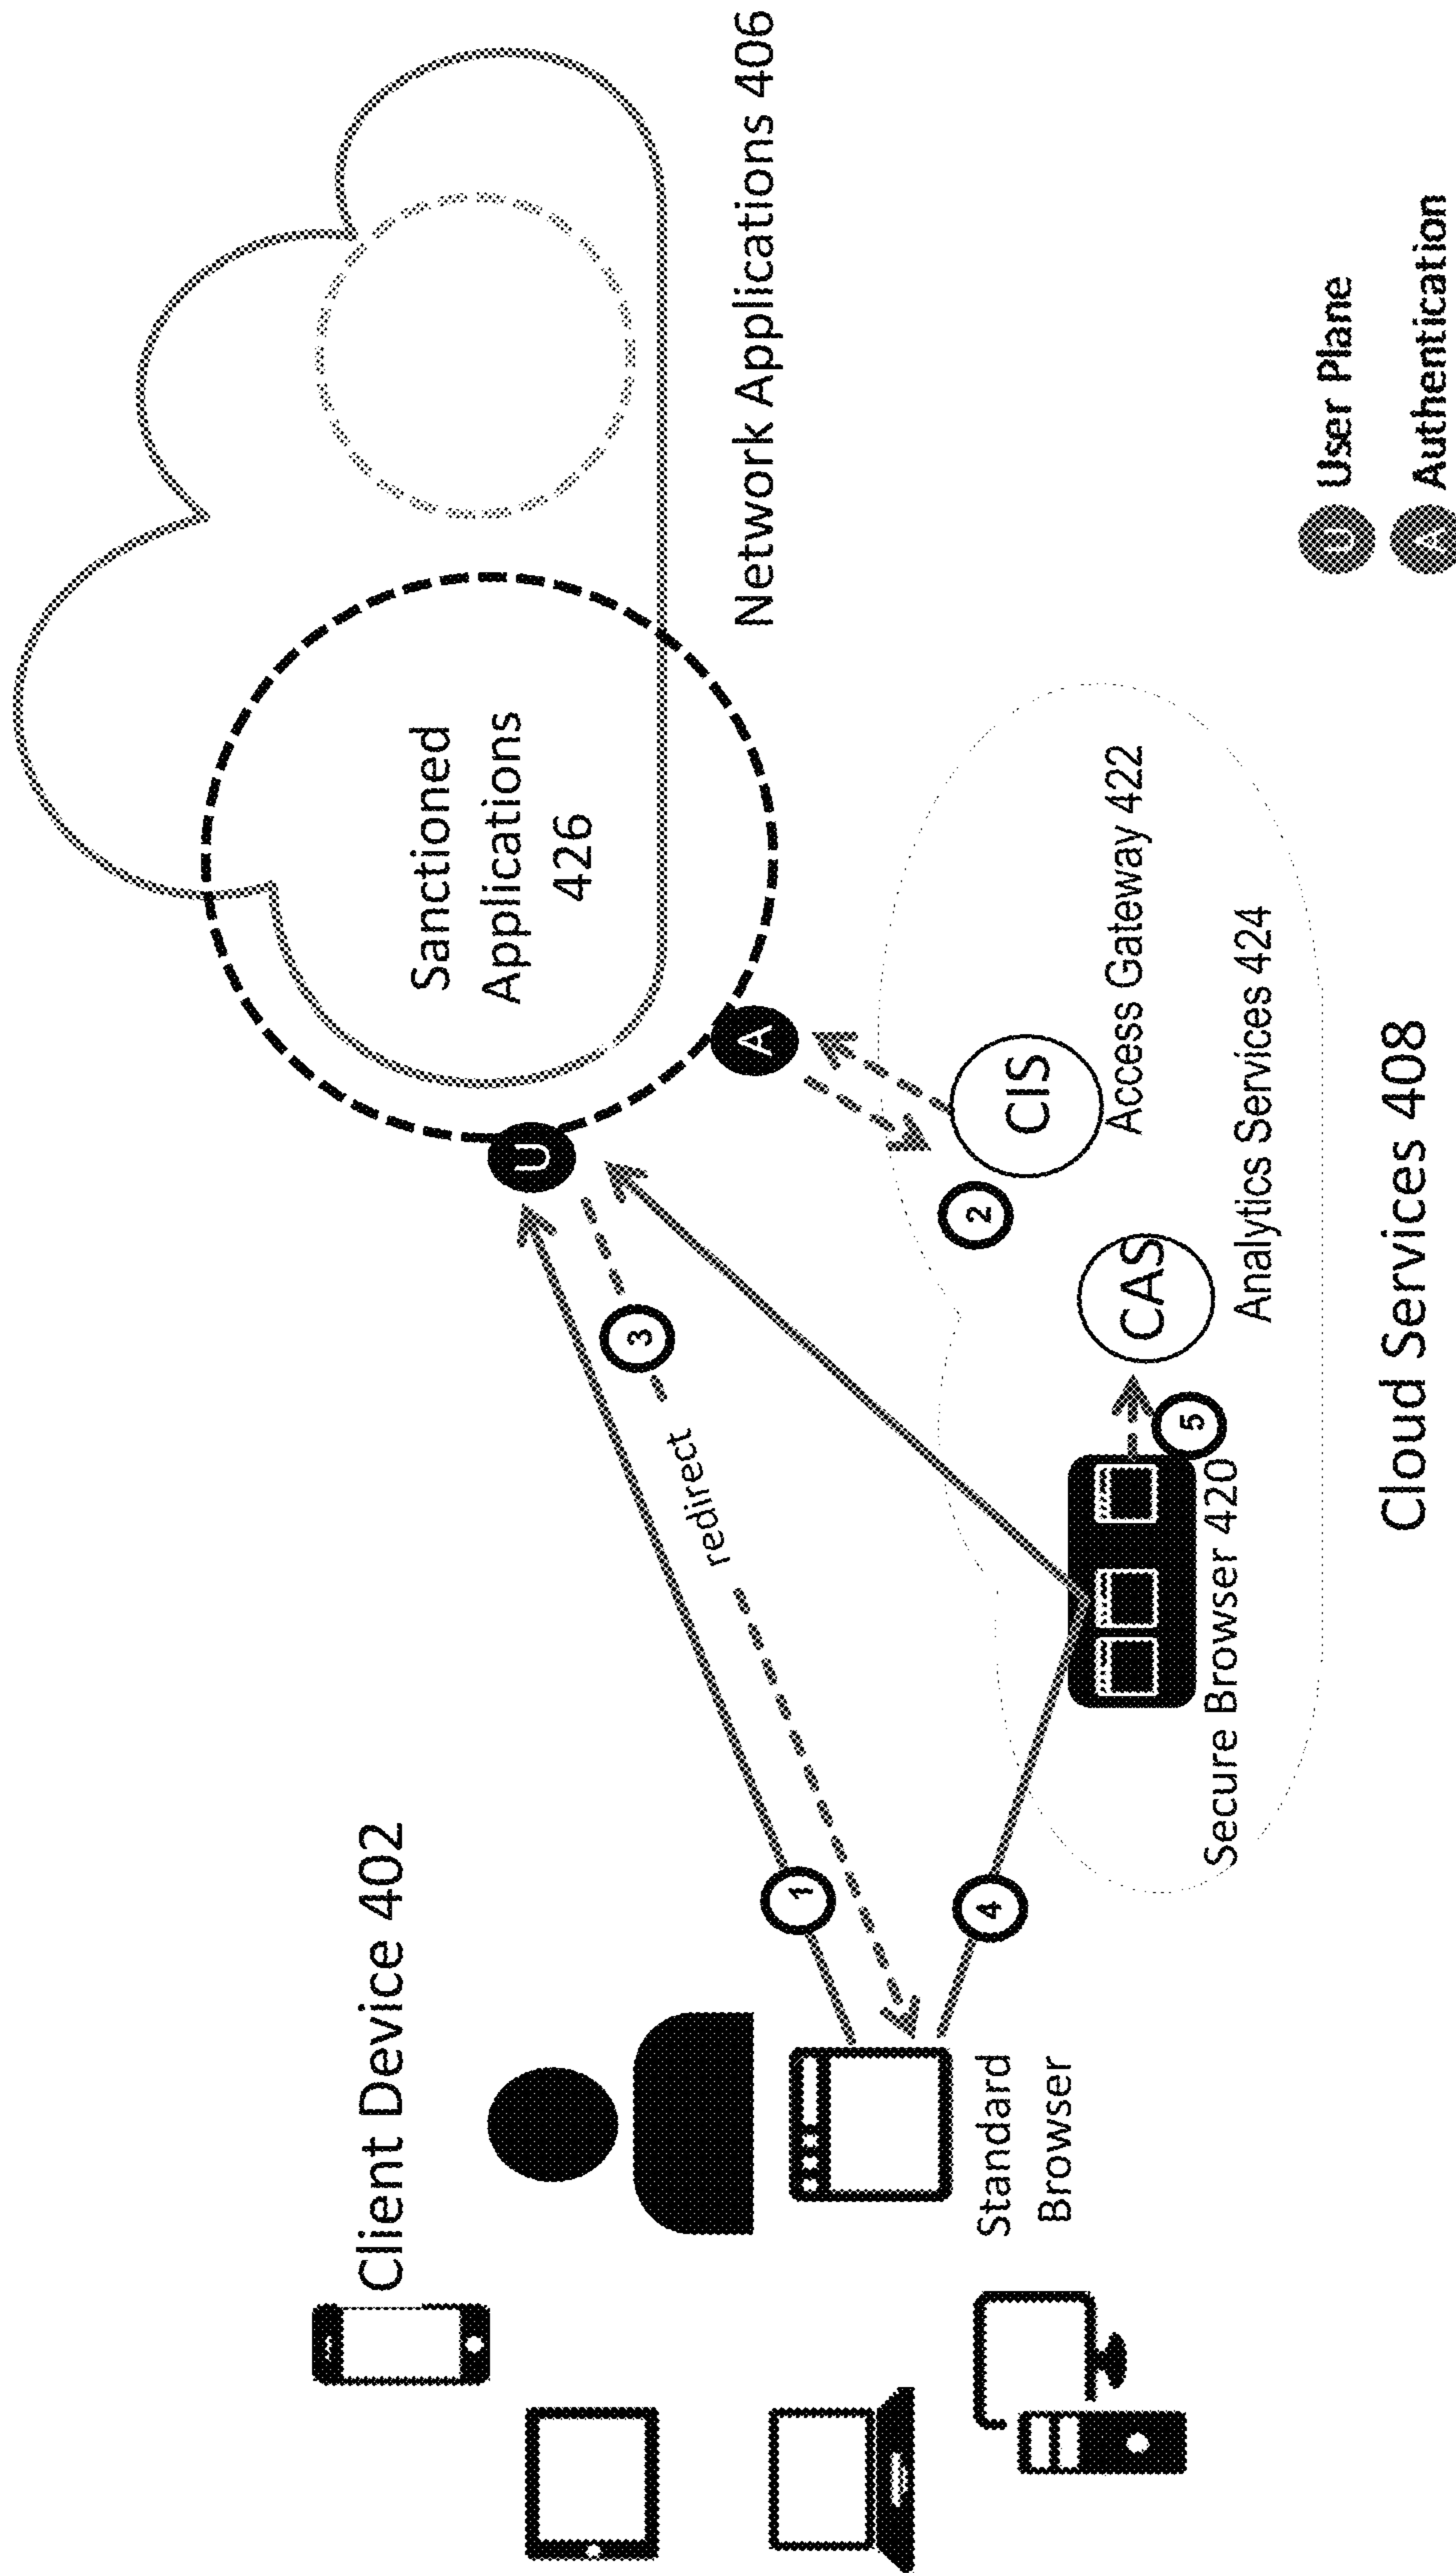 Client Device 402
Standard
Browser
1
redirect
3
4
U
A
Sanctioned
Applications
426
Network Applications 406
2
CIS
Access Gateway 422
CAS
Analytics Services 424
5
Secure Browser 420
Cloud Services 408
U User Plane
A Authentication